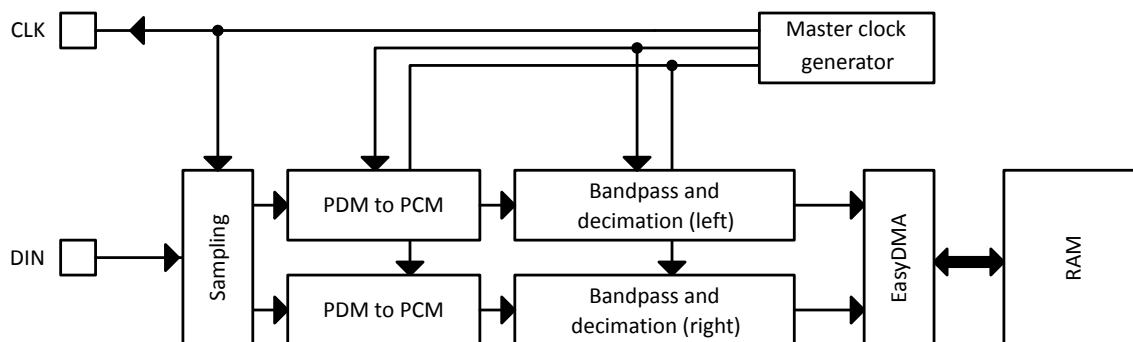 CLK
Master clock
generator
DIN
Sampling
PDM to PCM
Bandpass and
decimation (left)
PDM to PCM
Bandpass and
decimation (right)
EasyDMA
RAM